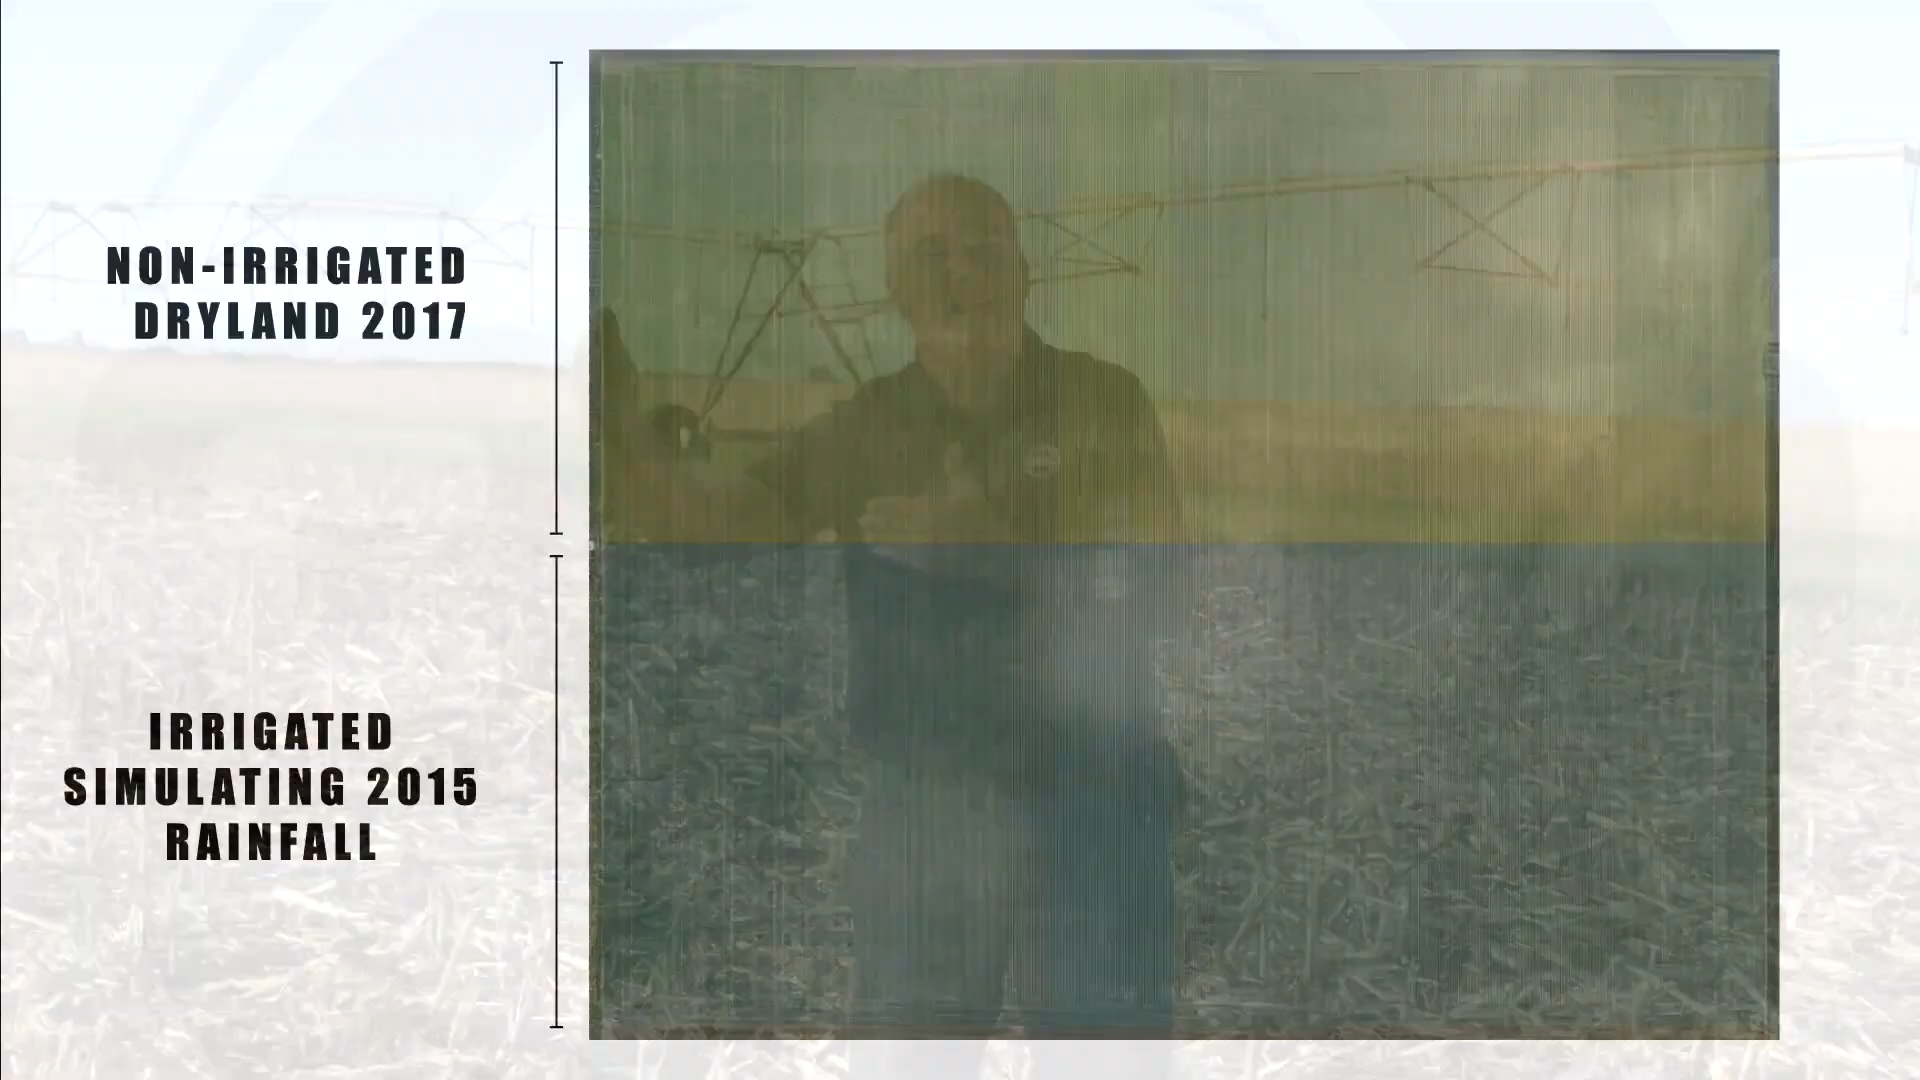 NON-IRRIGATED
DRYLAND 2017
IRRIGATED
SIMULATING 2015
RAINFALL